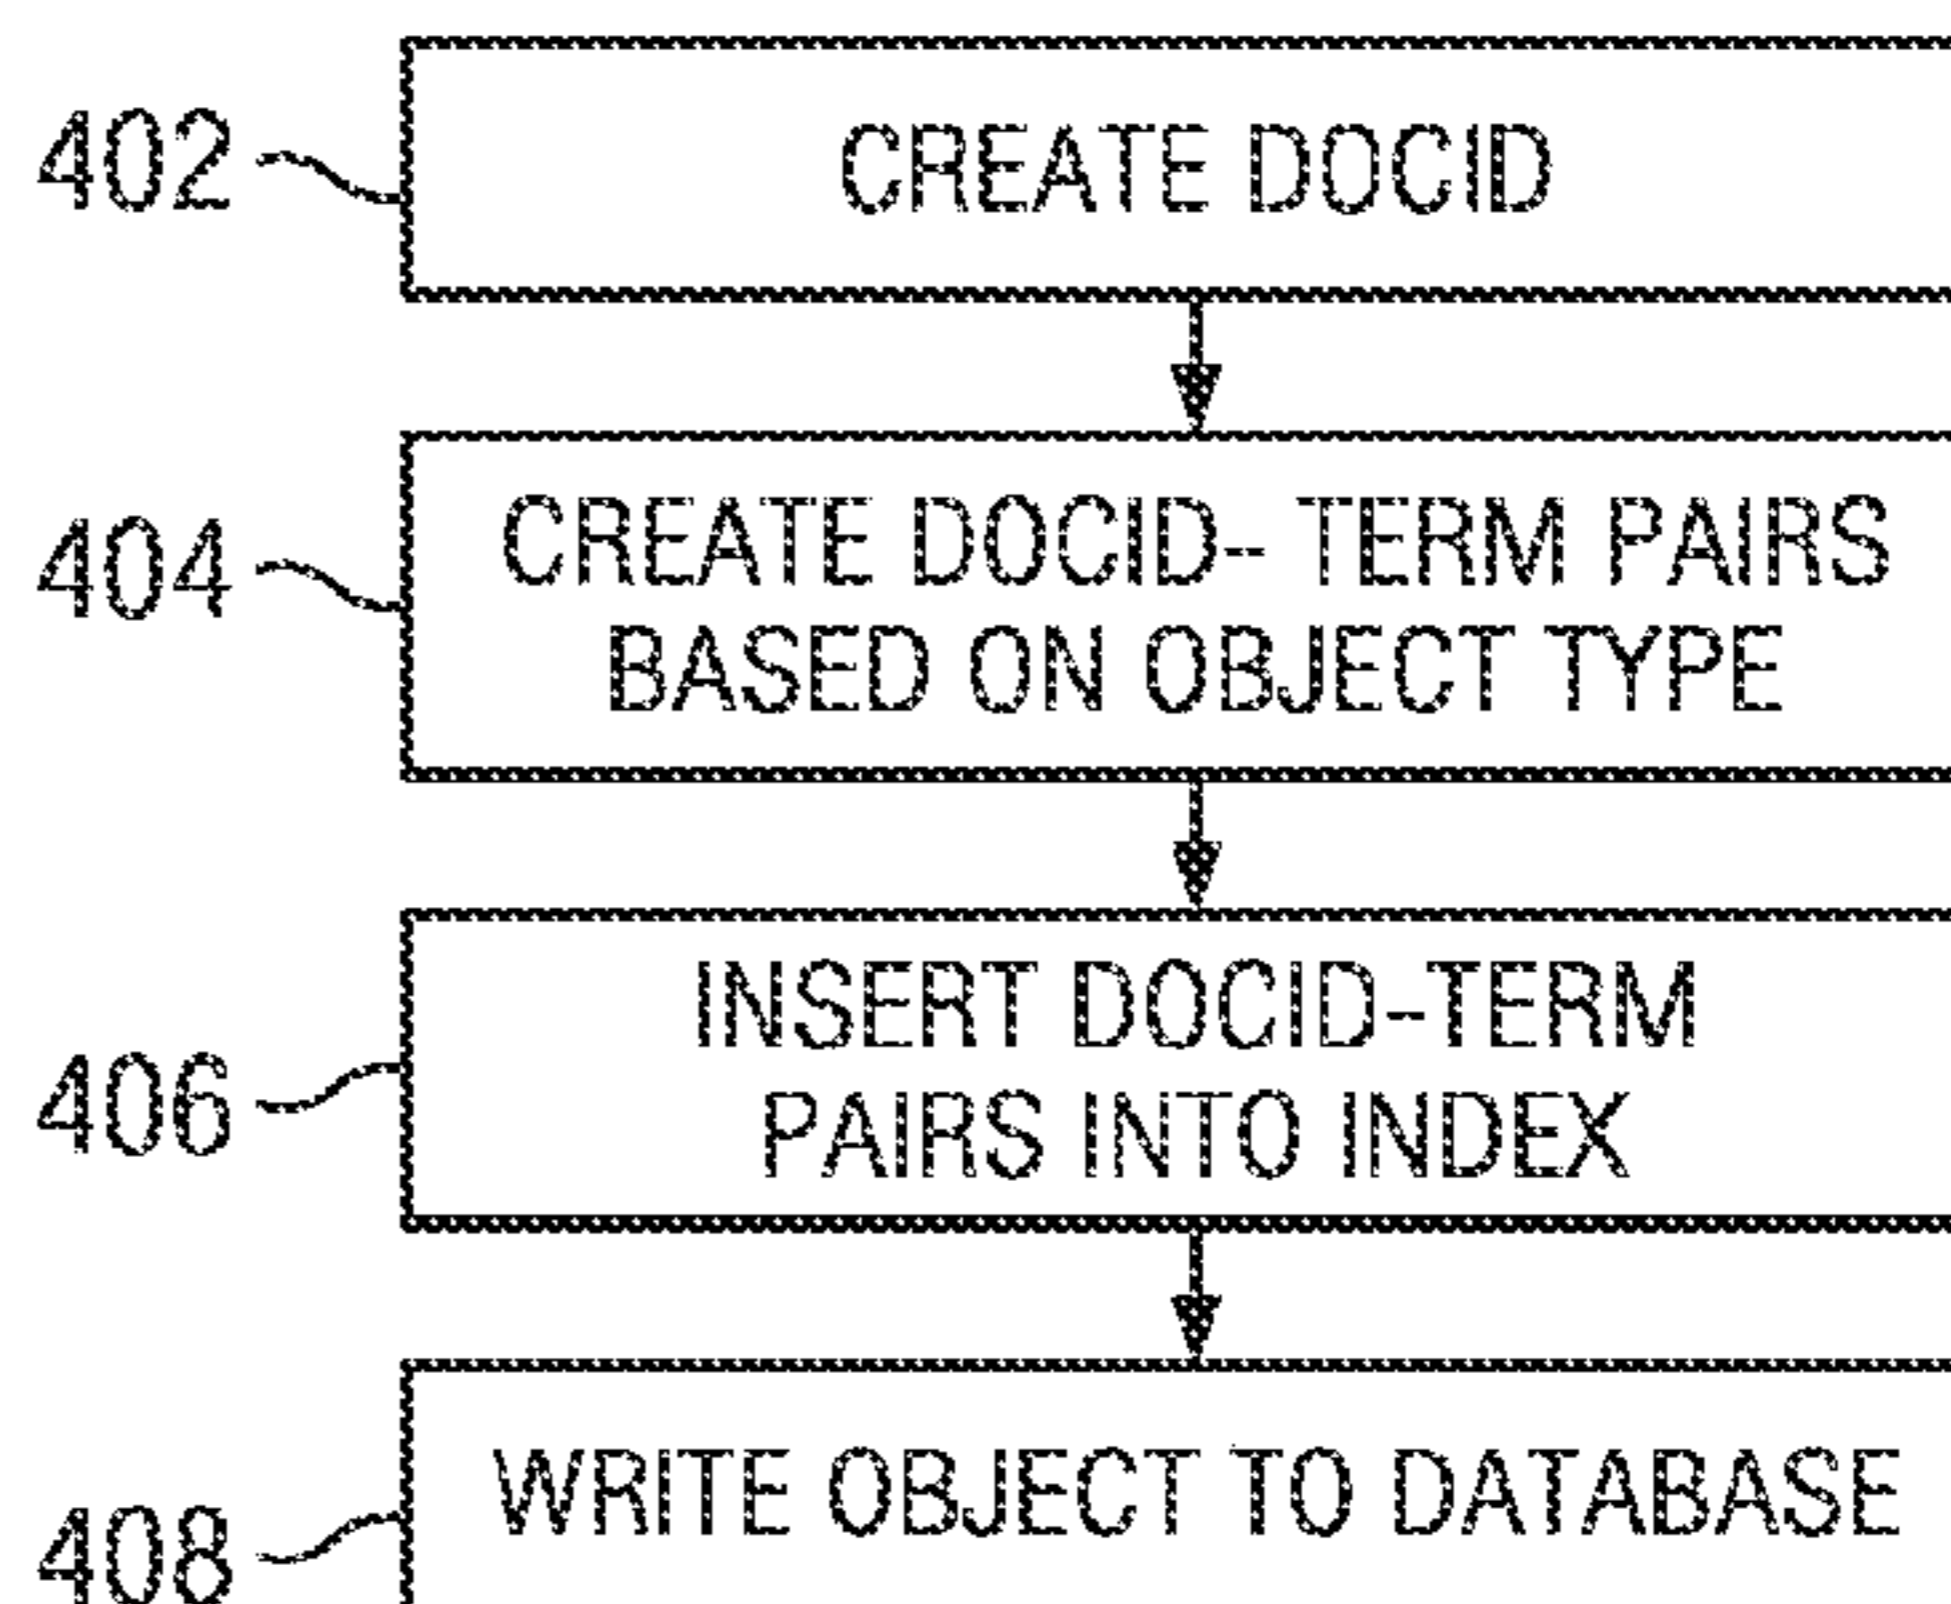 402
CREATE DOCID
404
CREATE DOCID-- TERM PAIRS
BASED ON OBJECT TYPE
406
INSERT DOCID-TERM
PAIRS INTO INDEX
408
WRITE OBJECT TO DATABASE